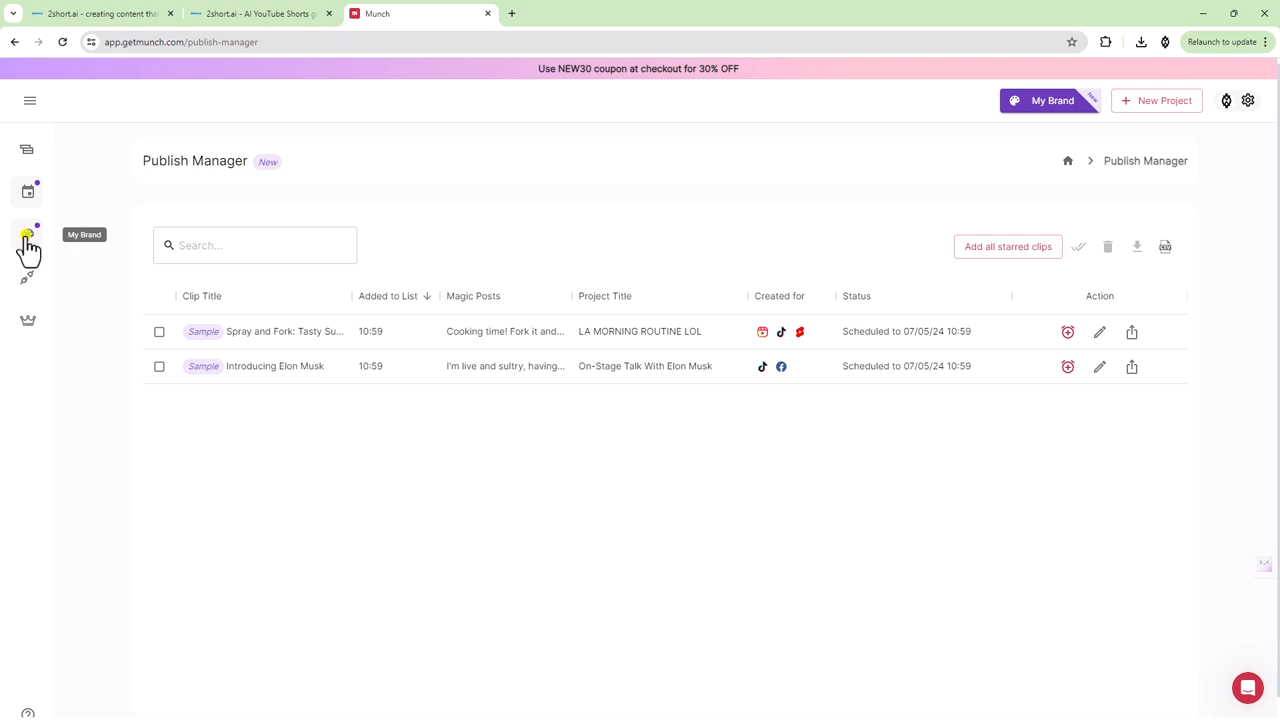 2short.ai - creating content that
2short.ai - AI YouTube Shorts g
Munch
app.getmunch.com/publish-manager
Relaunch to update
Use NEW30 coupon at checkout for 30% OFF
My Brand
New
New Project
Publish Manager
New
Publish Manager
My Brand
Search...
Add all starred clips
CSV
Clip Title
Added to List
Magic Posts
Project Title
Created for
Status
Action
Sample Spray and Fork: Tasty Su... 10:59 Cooking time! Fork it and... LA MORNING ROUTINE LOL Scheduled to 07/05/24 10:59
Sample Introducing Elon Musk 10:59 I'm live and sultry, having... On-Stage Talk With Elon Musk Scheduled to 07/05/24 10:59